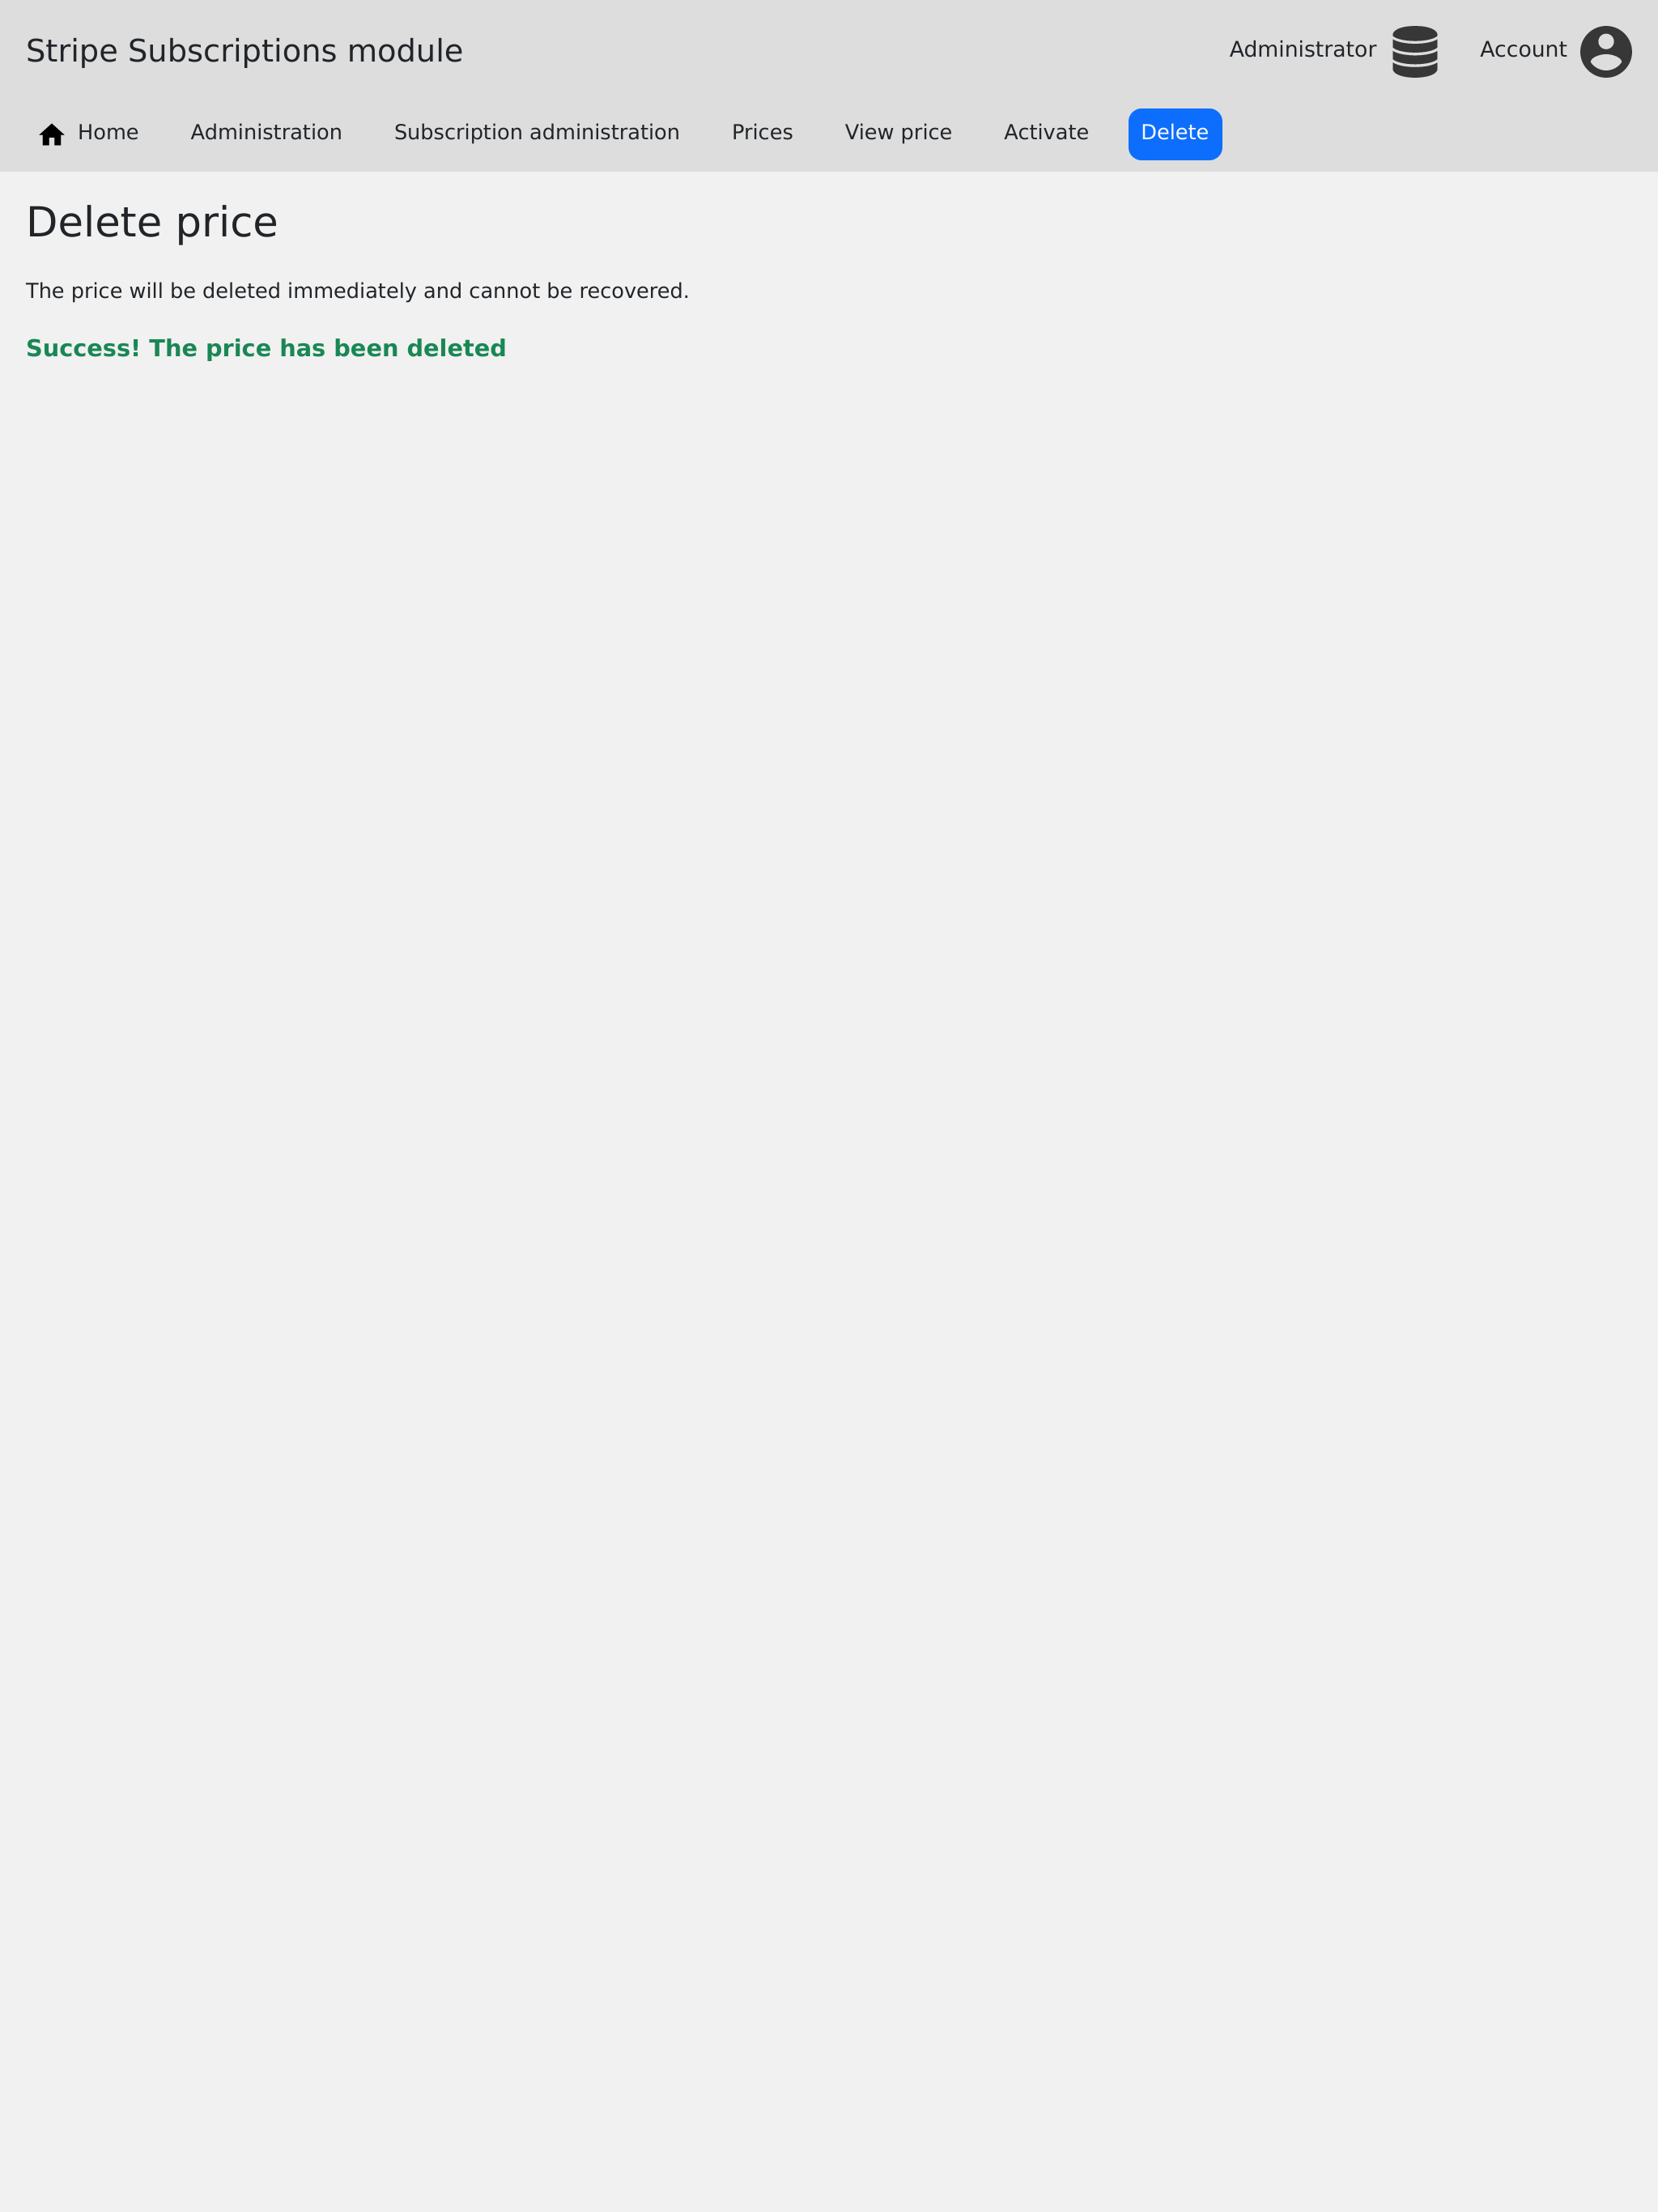 Stripe Subscriptions module
Administrator
Account
Home
Administration
Subscription administration
Prices
View price
Activate
Delete
Delete price
The price will be deleted immediately and cannot be recovered.
Success! The price has been deleted